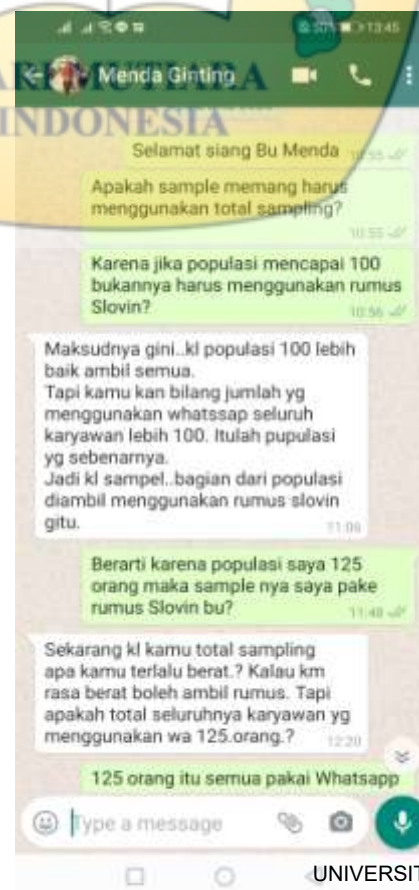 13:45
ARI MUTIARA
INDONESIA
Menda Ginting
Selamat siang Bu Menda 10:55
Apakah sample memang harus
menggunakan total sampling?
10:55
Karena jika populasi mencapai 100
bukannya harus menggunakan rumus
Slovin?
10:56
Maksudnya gini..kl populasi 100 lebih
baik ambil semua.
Tapi kamu kan bilang jumlah yg
menggunakan whatssap seluruh
karyawan lebih 100. Itulah pupulasi
yg sebenarnya.
Jadi kl sampel..bagian dari populasi
diambil menggunakan rumus slovin
gitu.
Berarti karena populasi saya 125
orang maka sample nya saya pake
rumus Slovin bu?
11:48
Sekarang kl kamu total sampling
apa kamu terlalu berat.? Kalau km
rasa berat boleh ambil rumus. Tapi
apakah total seluruhnya karyawan yg
menggunakan wa 125.orang.?
12:20
125 orang itu semua pakai Whatsapp
Type a message
UNIVERSIT